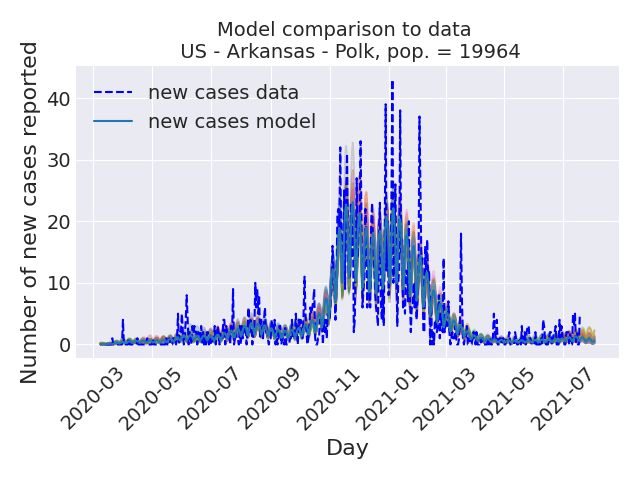 Model comparison to data
US - Arkansas - Polk, pop. = 19964
Number of new cases reported
40
30
20
10
0
new cases data
new cases model
2020-03
2020-05
2020-07
2020-09
2020-11
2021-01
2021-03
2021-05
2021-07
Day